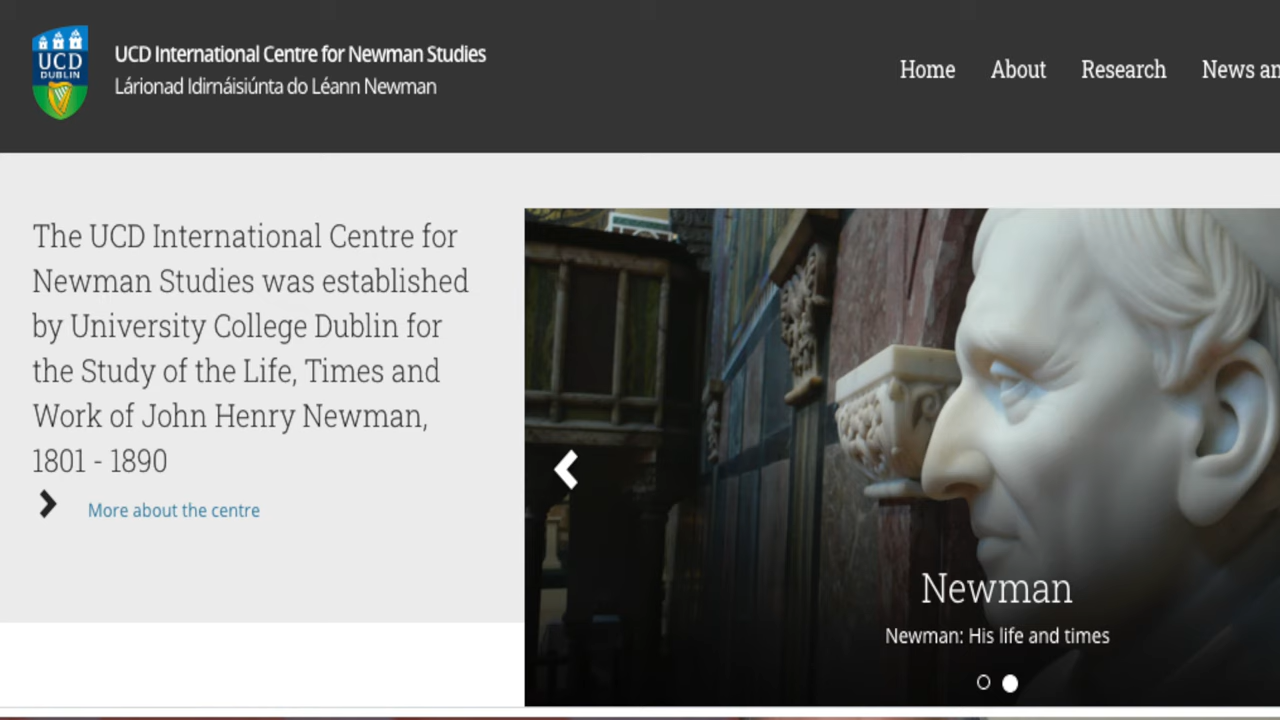 UCD
DUBLIN
UCD International Centre for Newman Studies
Lárionad Idirnáisiúnta do Léann Newman
Home About Research News an
The UCD International Centre for
Newman Studies was established
by University College Dublin for
the Study of the Life, Times and
Work of John Henry Newman,
1801 - 1890
More about the centre
Newman
Newman: His life and times